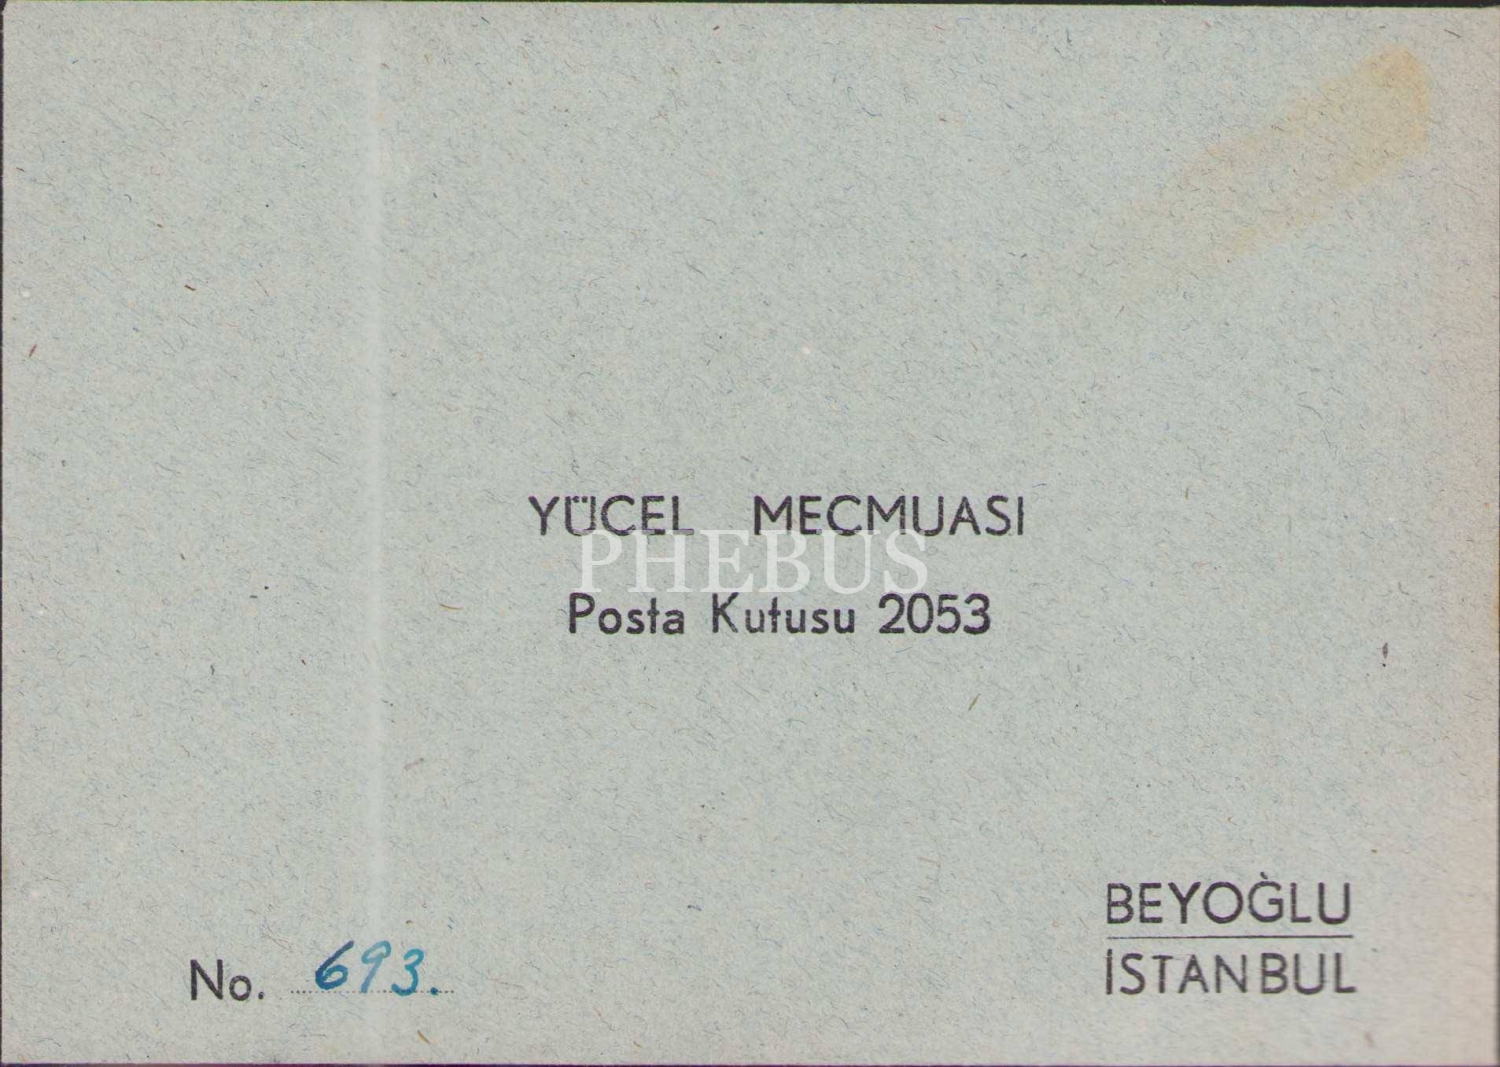 YÜCEL MECMUASI
PHEBUS
Posta Kutusu 2053
BEYOĞLU
İSTANBUL
No. 693.